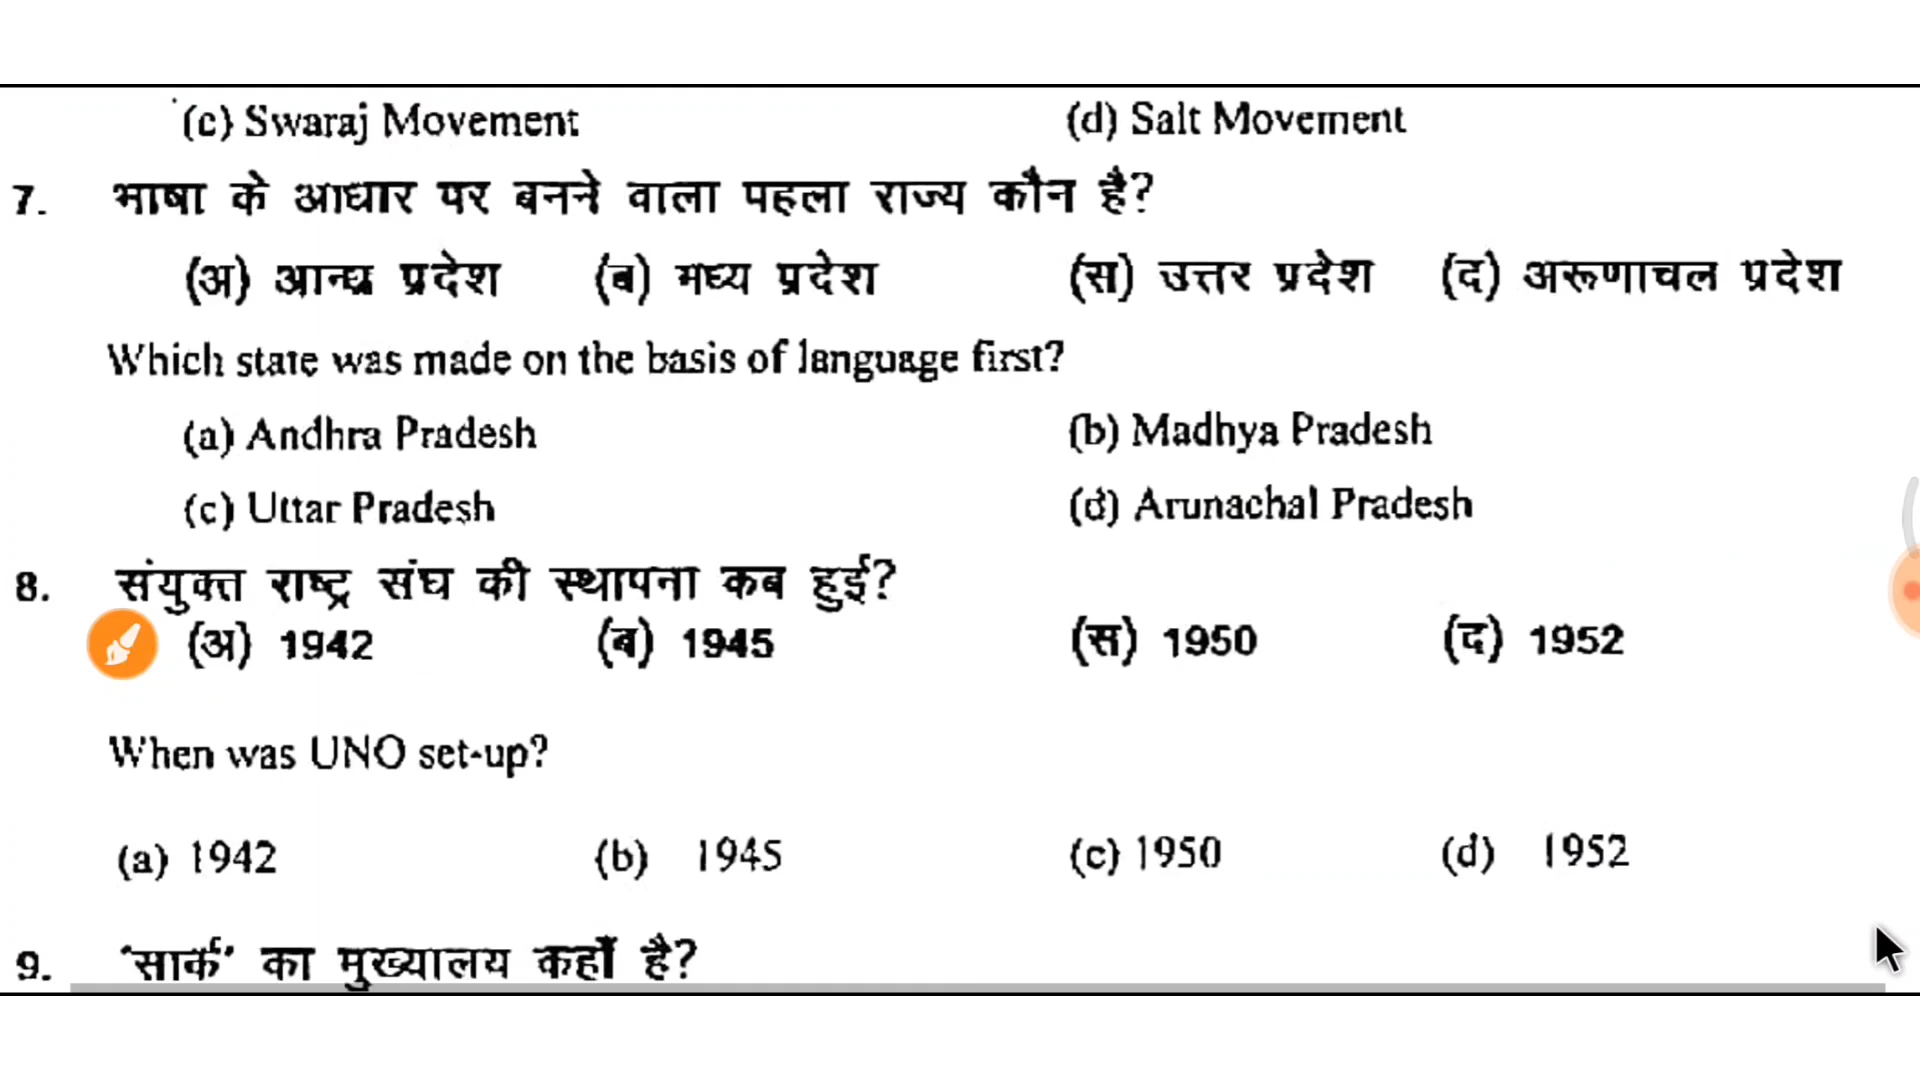 (c) Swaraj Movement (d) Salt Movement
7. भाषा के आधार पर बनने वाला पहला राज्य कौन है?
(अ) आन्ध्र प्रदेश (ब) मध्य प्रदेश (स) उत्तर प्रदेश (द) अरूणाचल प्रदेश
Which state was made on the basis of language first?
(a) Andhra Pradesh (b) Madhya Pradesh
(c) Uttar Pradesh (d) Arunachal Pradesh
8. संयुक्त राष्ट्र संघ की स्थापना कब हुई?
(अ) 1942 (ब) 1945 (स) 1950 (द) 1952
When was UNO set-up?
(a) 1942 (b) 1945 (c) 1950 (d) 1952
9. 'सार्क' का मुख्यालय कहाँ है?